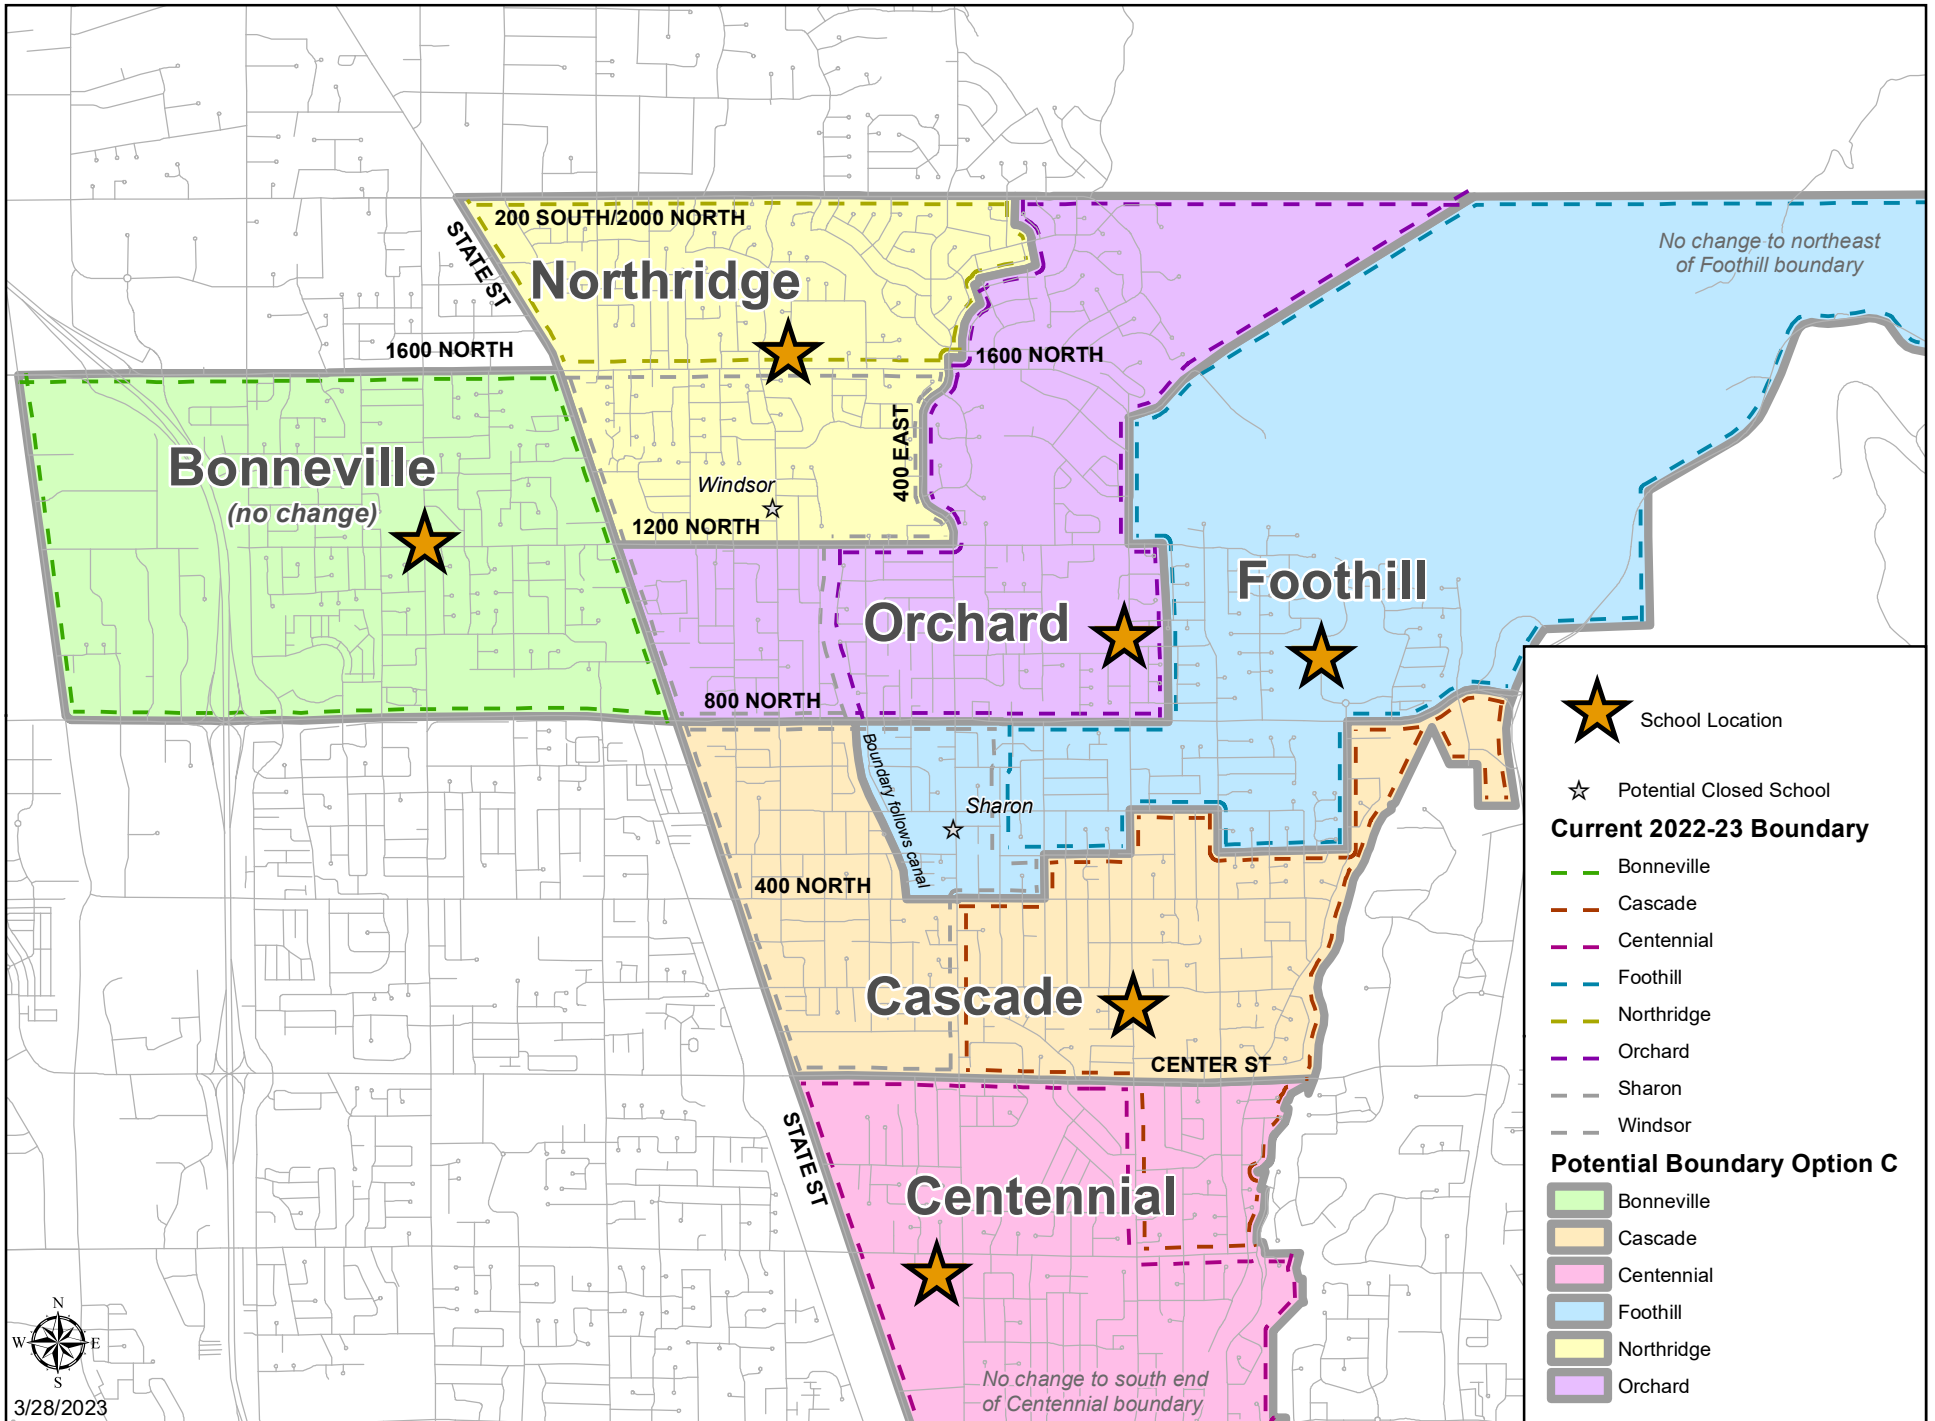 200 SOUTH/2000 NORTH
STATE ST
Northridge
No change to northeast
of Foothill boundary
1600 NORTH
1600 NORTH
400 EAST
Bonneville
(no change)
Windsor
1200 NORTH
Foothill
Orchard
800 NORTH
Boundary follows canal
Sharon
400 NORTH
Cascade
CENTER ST
STATE ST
Centennial
No change to south end
of Centennial boundary
School Location
Potential Closed School
Current 2022-23 Boundary
Bonneville
Cascade
Centennial
Foothill
Northridge
Orchard
Sharon
Windsor
Potential Boundary Option C
Bonneville
Cascade
Centennial
Foothill
Northridge
Orchard
N
W
E
S
3/28/2023